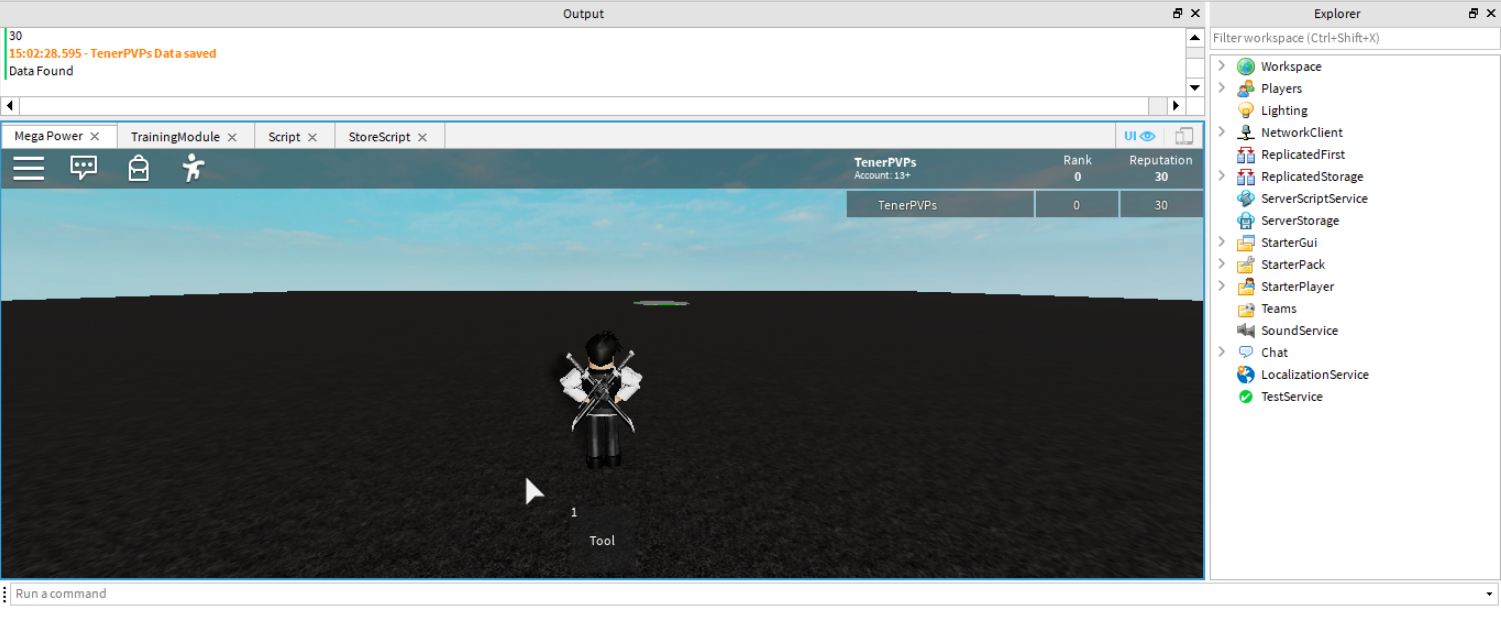 Output
30
15:02:28.595 - TenerPVPs Data saved
Data Found
Mega Power
TrainingModule
Script
StoreScript
UI
TenerPVPs
Account: 13+
Rank
0
Reputation
30
TenerPVPs
0
30
1
Tool
Run a command
Explorer
Filter workspace (Ctrl+Shift+X)
Workspace
Players
Lighting
NetworkClient
ReplicatedFirst
ReplicatedStorage
ServerScriptService
ServerStorage
StarterGui
StarterPack
StarterPlayer
Teams
SoundService
Chat
LocalizationService
TestService